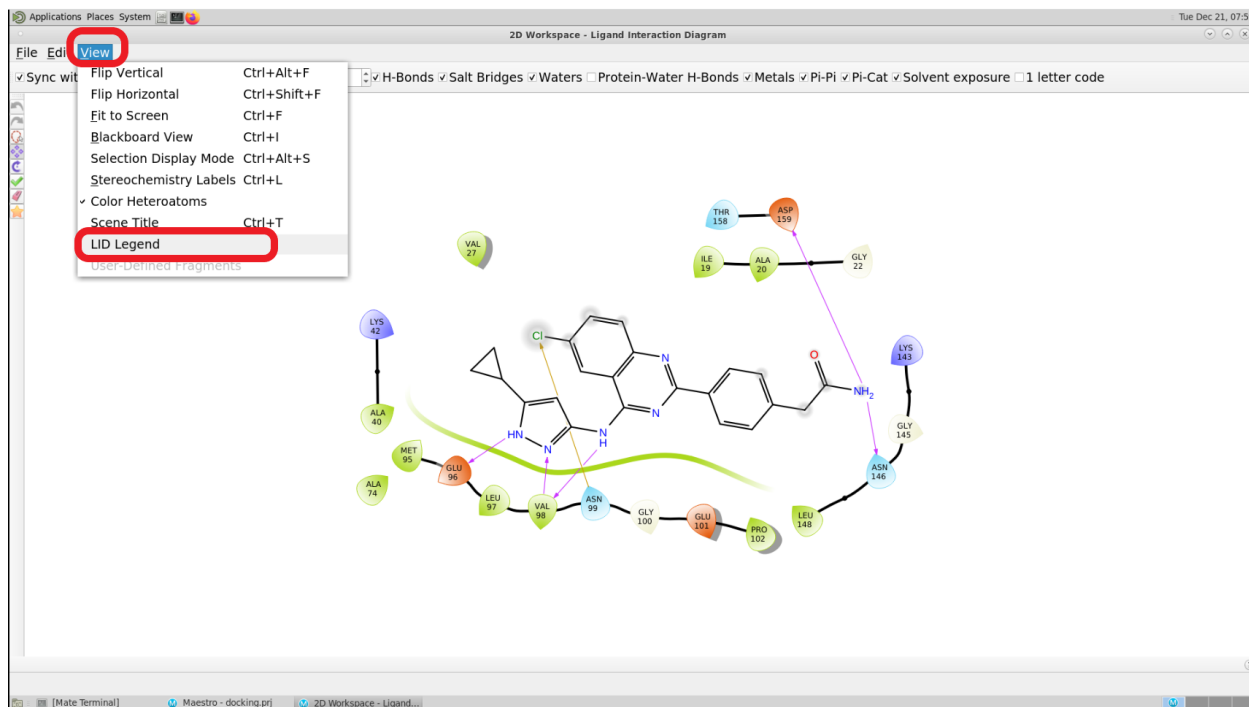 Applications Places System
Tue Dec 21, 07:5
2D Workspace - Ligand Interaction Diagram
File Edi View
Sync wit H-Bonds Salt Bridges Waters Protein-Water H-Bonds Metals Pi-Pi Pi-Cat Solvent exposure 1 letter code
Flip Vertical Ctrl+Alt+F
Flip Horizontal Ctrl+Shift+F
Fit to Screen Ctrl+F
Blackboard View Ctrl+I
Selection Display Mode Ctrl+Alt+S
Stereochemistry Labels Ctrl+L
Color Heteroatoms
Scene Title Ctrl+T
LID Legend
User-Defined Fragments
THR
158
ASP
159
VAL
27
ILE
19
ALA
20
GLY
22
LYS
42
Cl
N
O
LYS
143
NH2
N
ALA
40
HN
N
N
H
GLY
145
MET
95
GLU
96
ASN
146
ALA
74
LEU
97
VAL
98
ASN
99
GLY
100
GLU
101
PRO
102
LEU
148
[Mate Terminal] Maestro - docking.prj 2D Workspace - Ligand...